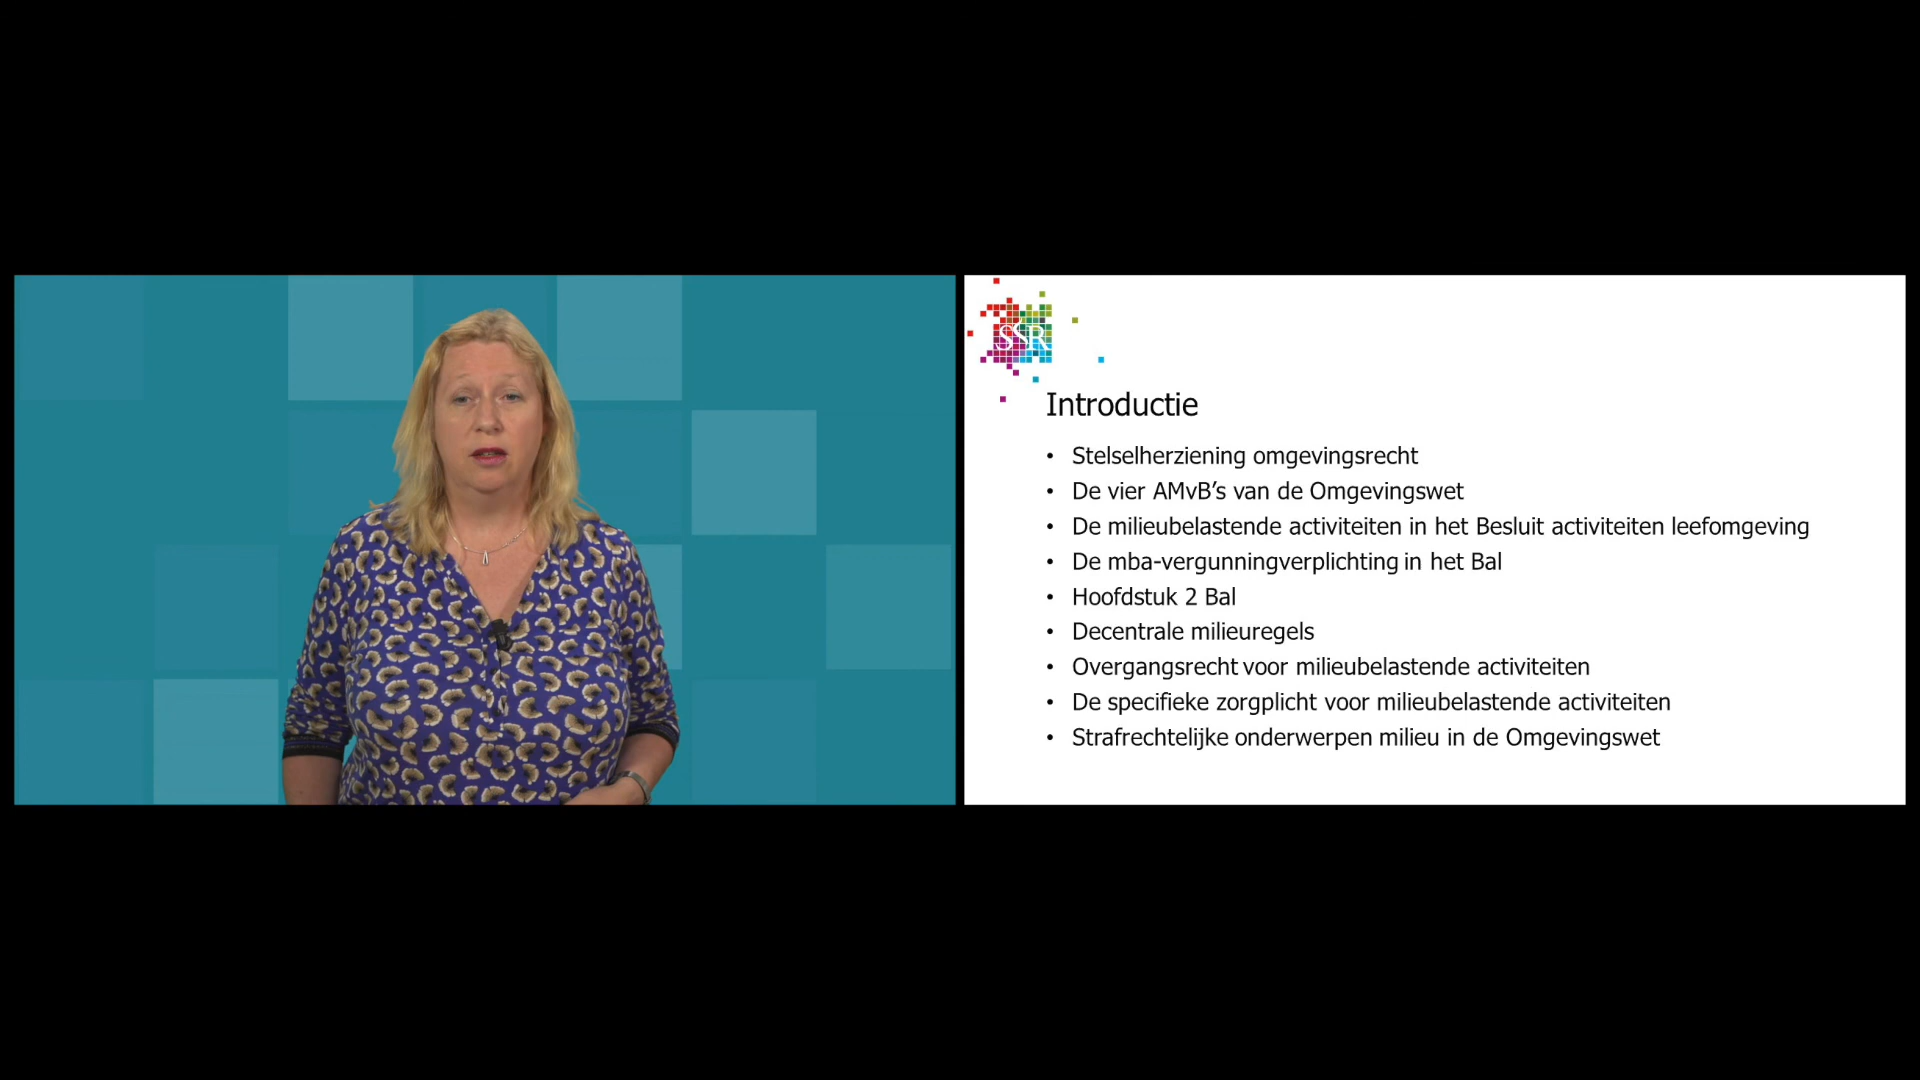 SSR
Introductie
• Stelselherziening omgevingsrecht
• De vier AMvB’s van de Omgevingswet
• De milieubelastende activiteiten in het Besluit activiteiten leefomgeving
• De mba-vergunningverplichting in het Bal
• Hoofdstuk 2 Bal
• Decentrale milieuregels
• Overgangsrecht voor milieubelastende activiteiten
• De specifieke zorgplicht voor milieubelastende activiteiten
• Strafrechtelijke onderwerpen milieu in de Omgevingswet